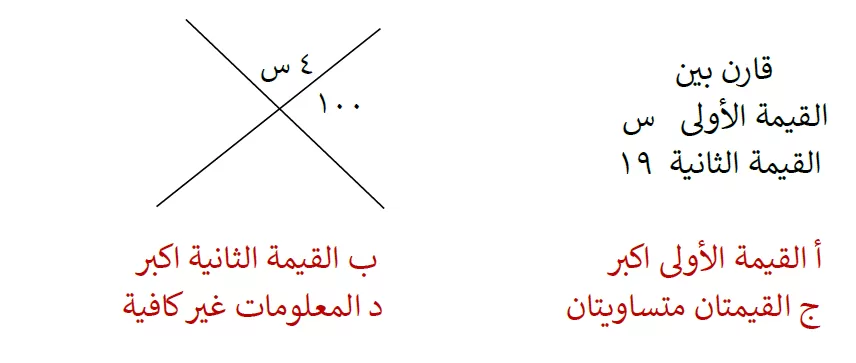 ٤ س
١٠٠
قارن بين
القيمة الأولى س
القيمة الثانية ١٩
أ القيمة الأولى اكبر
ب القيمة الثانية اكبر
ج القيمتان متساويتان
د المعلومات غير كافية